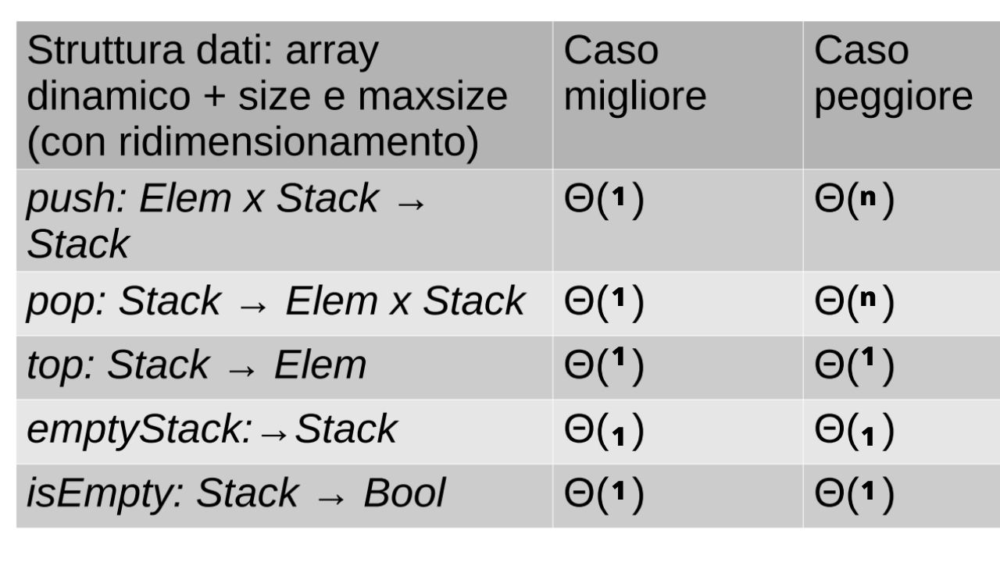 Struttura dati: array
dinamico + size e maxsize
(con ridimensionamento)
Caso
migliore
Caso
peggiore
push: Elem x Stack →
Stack
Θ(1)
Θ(n)
pop: Stack → Elem x Stack
Θ(1)
Θ(n)
top: Stack → Elem
Θ(1)
Θ(1)
emptyStack:→Stack
Θ(1)
Θ(1)
isEmpty: Stack → Bool
Θ(1)
Θ(1)